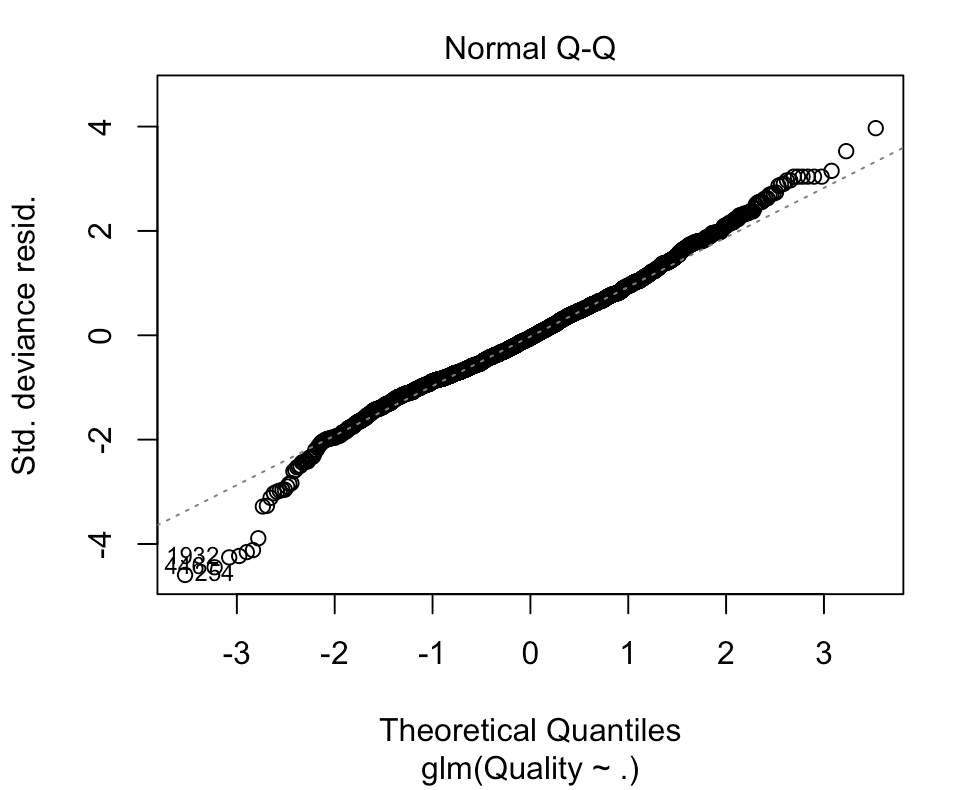 Normal Q-Q
Std. deviance resid.
4
2
0
-2
-4
1932
254
-3 -2 -1 0 1 2 3
Theoretical Quantiles
glm(Quality ~ .)